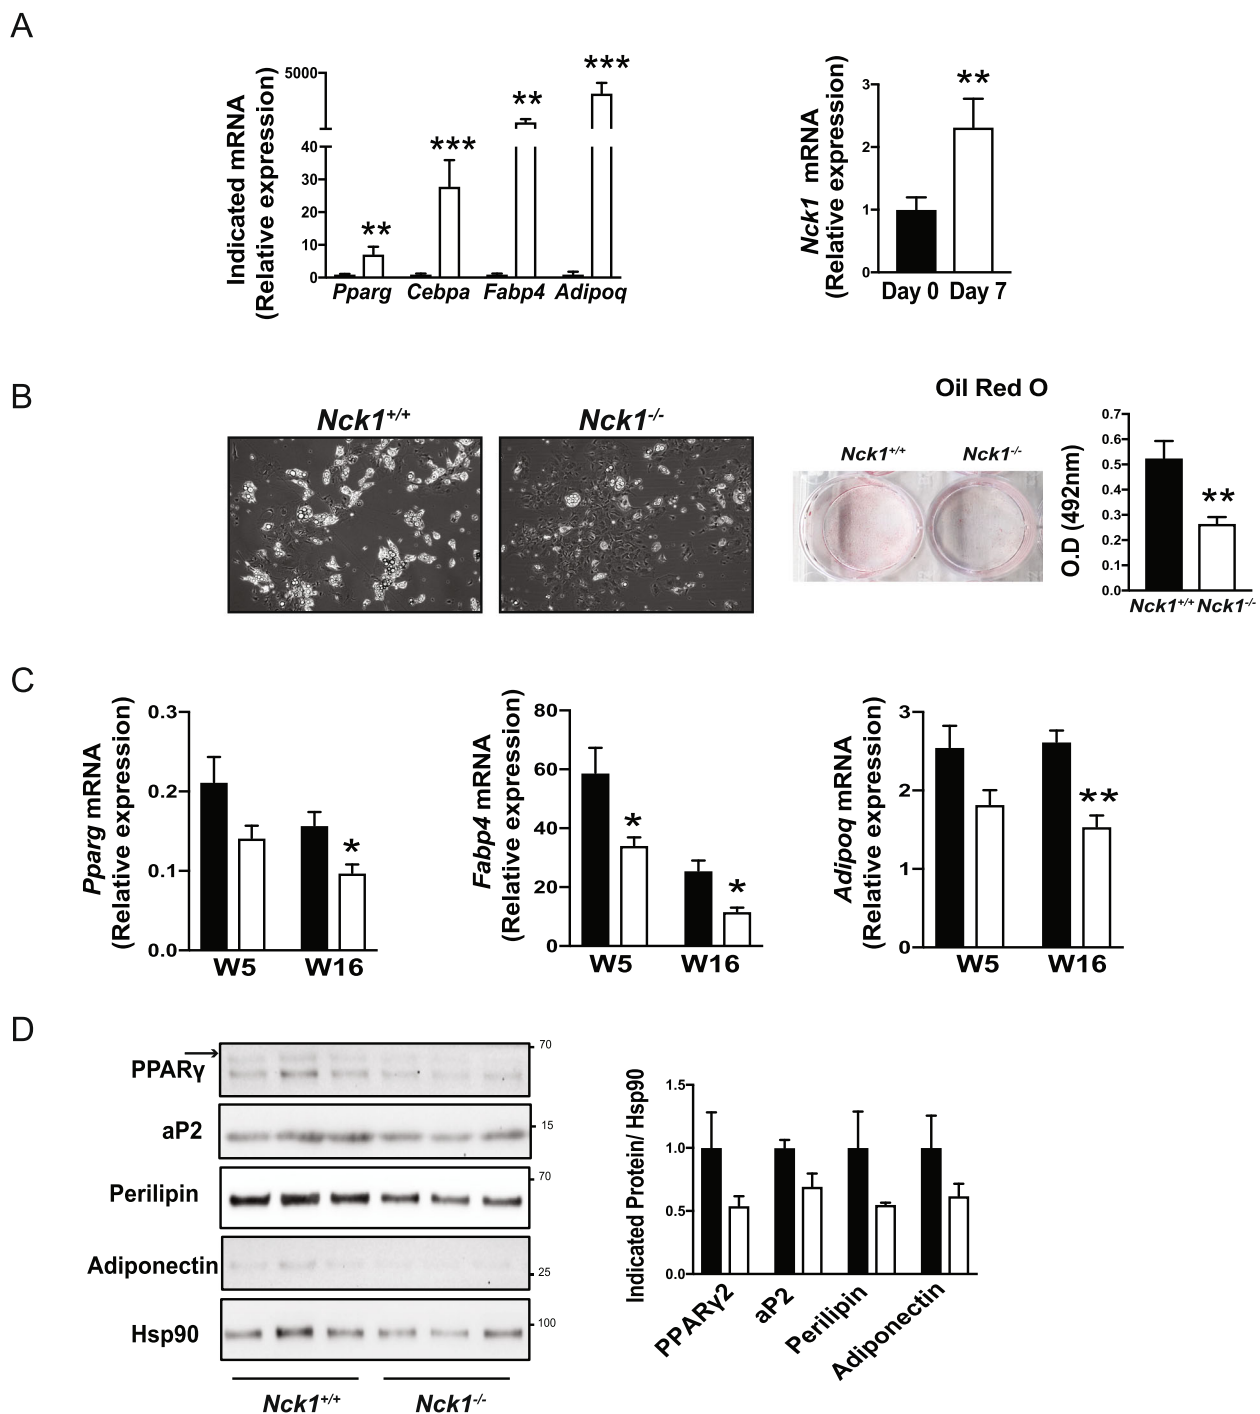 A
Indicated mRNA
(Relative expression)
5000
40
30
20
10
0
**
***
**
***
Pparg Cebpa Fabp4 Adipoq
Nck1 mRNA
(Relative expression)
3
2
1
0
**
Day 0 Day 7
B
Nck1+/+
Nck1-/-
Oil Red O
Nck1+/+
Nck1-/-
O.D (492nm)
0.7
0.6
0.5
0.4
0.3
0.2
0.1
0.0
**
Nck1+/+ Nck1-/-
C
Pparg mRNA
(Relative expression)
0.3
0.2
0.1
0.0
*
W5 W16
Fabp4 mRNA
(Relative expression)
80
60
40
20
0
*
*
W5 W16
Adipoq mRNA
(Relative expression)
3
2
1
0
**
W5 W16
D
PPARγ
70
aP2
15
Perilipin
70
Adiponectin
25
Hsp90
100
Nck1+/+ Nck1-/-
Indicated Protein/ Hsp90
1.5
1.0
0.5
0.0
PPARγ2
aP2
Perilipin
Adiponectin